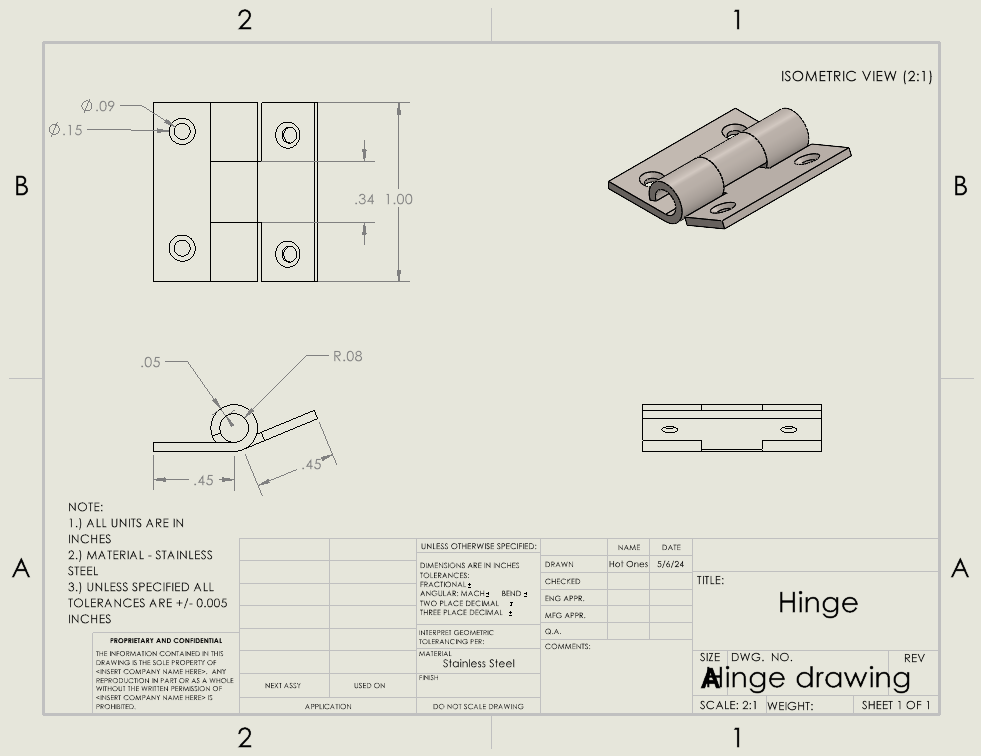 2
1
ISOMETRIC VIEW (2:1)
∅.09
∅.15
B
B
.34
1.00
.05
R.08
.45
.45
NOTE:
1.) ALL UNITS ARE IN
INCHES
2.) MATERIAL - STAINLESS
STEEL
3.) UNLESS SPECIFIED ALL
TOLERANCES ARE +/- 0.005
INCHES
A
A
PROPRIETARY AND CONFIDENTIAL
THE INFORMATION CONTAINED IN THIS
DRAWING IS THE SOLE PROPERTY OF
<INSERT COMPANY NAME HERE>. ANY
REPRODUCTION IN PART OR AS A WHOLE
WITHOUT THE WRITTEN PERMISSION OF
<INSERT COMPANY NAME HERE> IS
PROHIBITED.
NEXT ASSY
USED ON
APPLICATION
UNLESS OTHERWISE SPECIFIED:
DIMENSIONS ARE IN INCHES
TOLERANCES:
FRACTIONAL ±
ANGULAR: MACH ± BEND ±
TWO PLACE DECIMAL ±
THREE PLACE DECIMAL ±
INTERPRET GEOMETRIC
TOLERANCING PER:
MATERIAL
Stainless Steel
FINISH
DO NOT SCALE DRAWING
NAME
DATE
DRAWN
Hot Ones
5/6/24
CHECKED
ENG APPR.
MFG APPR.
Q.A.
COMMENTS:
TITLE:
Hinge
SIZE
DWG. NO.
REV
A
Hinge drawing
SCALE: 2:1
WEIGHT:
SHEET 1 OF 1
2
1